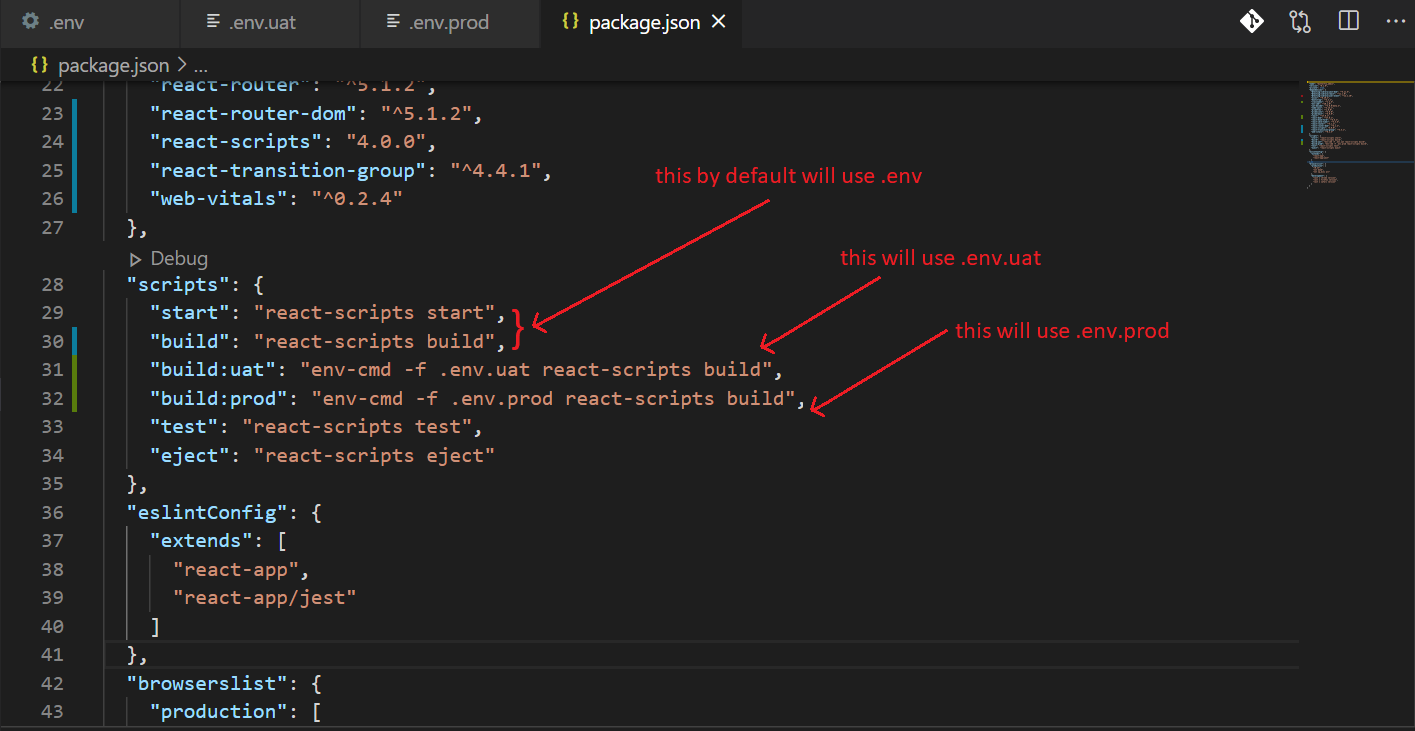 .env
.env.uat
.env.prod
{} package.json ×
{} package.json > ...
22 "react-router": "^5.1.2",
23 "react-router-dom": "^5.1.2",
24 "react-scripts": "4.0.0",
25 "react-transition-group": "^4.4.1",
this by default will use .env
26 "web-vitals": "^0.2.4"
27 },
Debug
this will use .env.uat
28 "scripts": {
29 "start": "react-scripts start",
30 "build": "react-scripts build",
}
this will use .env.prod
31 "build:uat": "env-cmd -f .env.uat react-scripts build",
32 "build:prod": "env-cmd -f .env.prod react-scripts build",
33 "test": "react-scripts test",
34 "eject": "react-scripts eject"
35 },
36 "eslintConfig": {
37 "extends": [
38 "react-app",
39 "react-app/jest"
40 ]
41 },
42 "browserslist": {
43 "production": [